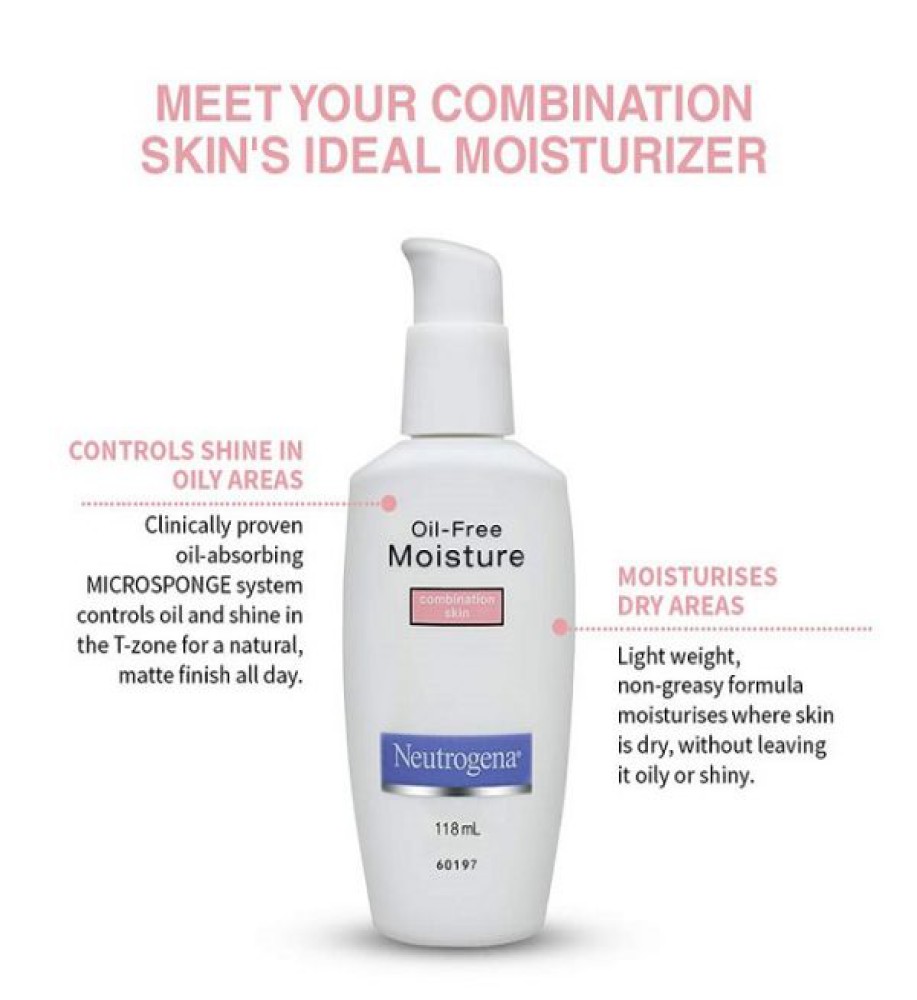 MEET YOUR COMBINATION
SKIN'S IDEAL MOISTURIZER
CONTROLS SHINE IN
OILY AREAS
Clinically proven
oil-absorbing
MICROSPONGE system
controls oil and shine in
the T-zone for a natural,
matte finish all day.
Oil-Free
Moisture
combination
skin
Neutrogena®
118 mL
60197
MOISTURISES
DRY AREAS
Light weight,
non-greasy formula
moisturises where skin
is dry, without leaving
it oily or shiny.